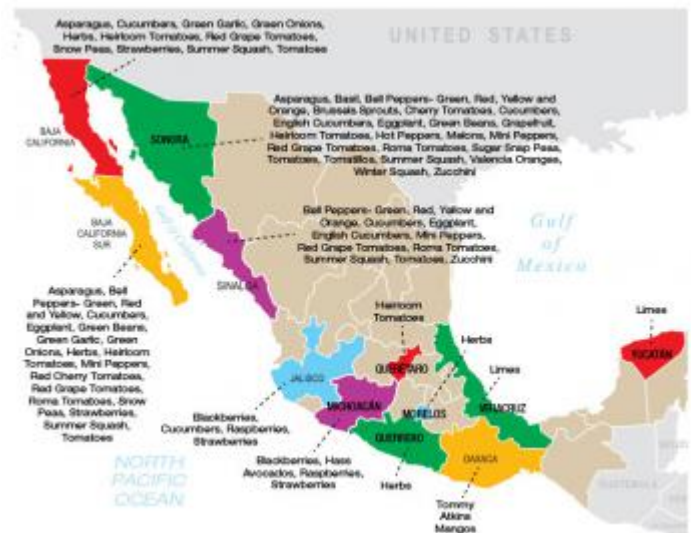 Asparagus, Cucumbers, Green Garlic, Green Onions,
Herbs, Heirloom Tomatoes, Red Grape Tomatoes,
Snow Peas, Strawberries, Summer Squash, Tomatoes
UNITED STATES
Asparagus, Basil, Bell Peppers- Green, Red, Yellow and
Orange, Brussels Sprouts, Cherry Tomatoes, Cucumbers,
English Cucumbers, Eggplant, Green Beans, Grapefruit,
Heirloom Tomatoes, Hot Peppers, Melons, Mini Peppers,
Red Grape Tomatoes, Roma Tomatoes, Sugar Snap Peas,
Tomatoes, Tomatillos, Summer Squash, Valencia Oranges,
Winter Squash, Zucchini
BAJA
CALIFORNIA
SONORA
Bell Peppers- Green, Red, Yellow and
Orange, Cucumbers, Eggplant,
English Cucumbers, Mini Peppers,
Red Grape Tomatoes, Roma Tomatoes,
Summer Squash, Tomatoes, Zucchini
BAJA
CALIFORNIA
SUR
Gulf of California
Gulf
of
Mexico
SINALOA
Asparagus, Bell
Peppers- Green, Red
and Yellow, Cucumbers,
Eggplant, Green Beans,
Green Garlic, Green
Onions, Herbs, Heirloom
Tomatoes, Mini Peppers,
Red Cherry Tomatoes,
Red Grape Tomatoes,
Roma Tomatoes, Snow
Peas, Strawberries,
Summer Squash,
Tomatoes
Heirloom
Tomatoes
Herbs
Limes
Limes
YUCATAN
JALISCO
QUERÉTARO
MICHOACÁN
MORELOS
VERACRUZ
GUERRERO
OAXACA
Blackberries,
Cucumbers, Raspberries,
Strawberries
Blackberries, Hass
Avocados, Raspberries,
Strawberries
Herbs
Tommy
Atkins
Mangos
NORTH
PACIFIC
OCEAN
GUATEMALA